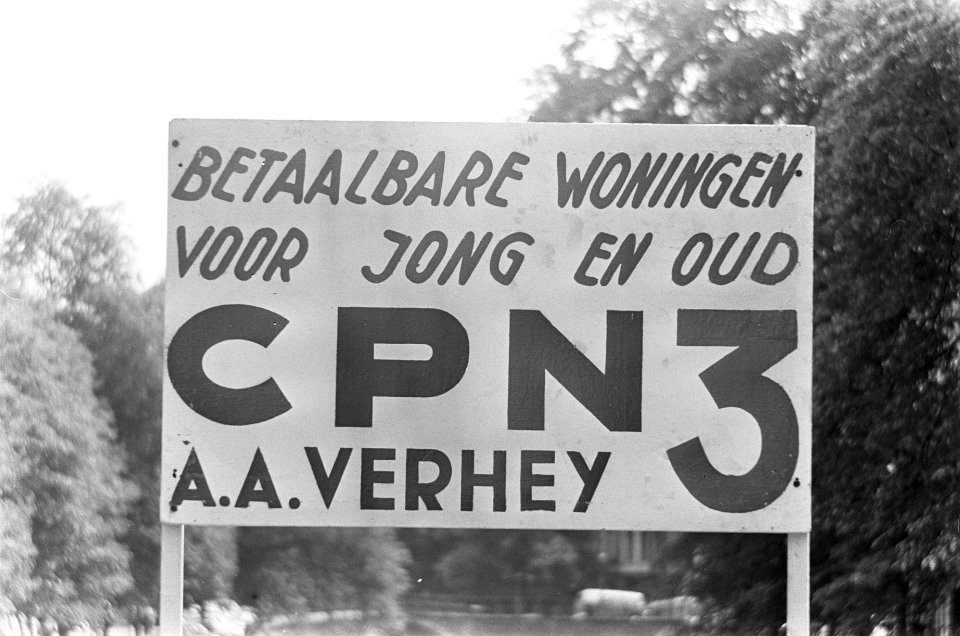 BETAALBARE WONINGEN
VOOR JONG EN OUD
CPN 3
A.A. VERHEY